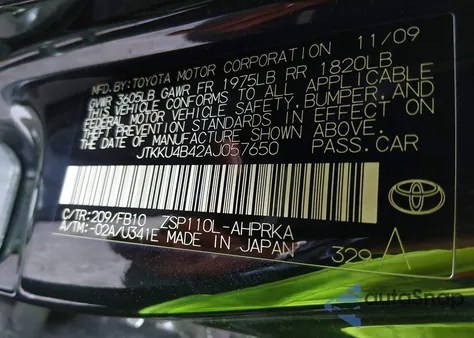 MFD.BY:TOYOTA MOTOR CORPORATION 11/09
GVWR 3605LB GAWR FR 1975LB RR 1820LB
THIS VEHICLE CONFORMS TO ALL APPLICABLE
FEDERAL MOTOR VEHICLE SAFETY,BUMPER,AND
THEFT PREVENTION STANDARDS IN EFFECT ON
THE DATE OF MANUFACTURE SHOWN ABOVE.
JTKKU4B42AJ057650 PASS.CAR
C/TR:209/FB10 ZSP110L-AHPRKA
A/TM:-02A/U341E MADE IN JAPAN
329 A
autoSnap